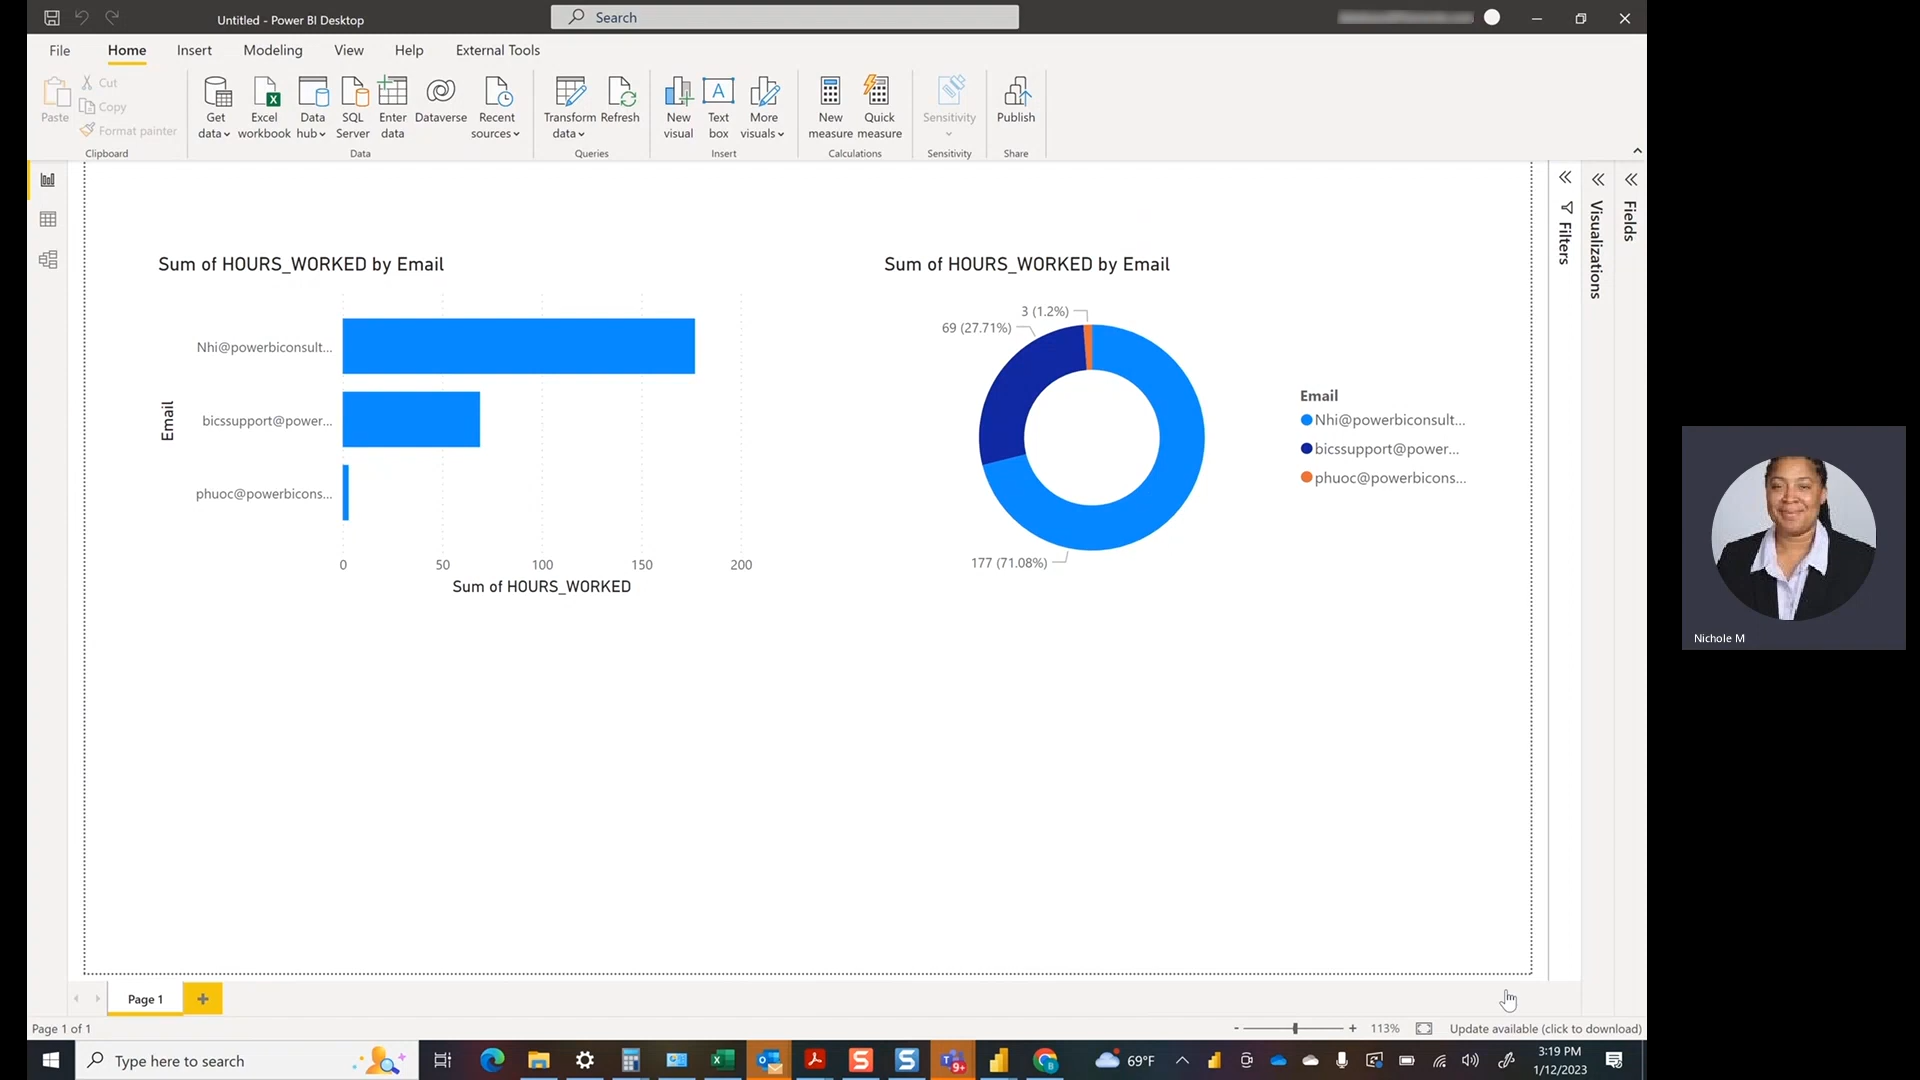 Untitled - Power BI Desktop
Search
File Home Insert Modeling View Help External Tools
Paste
Cut
Copy
Format painter
Clipboard
Get data
Excel workbook
Data hub
SQL Server
Enter data
Dataverse
Recent sources
Data
Transform data
Refresh
Queries
New visual
Text box
More visuals
Insert
New measure
Quick measure
Calculations
Sensitivity
Sensitivity
Publish
Share
Filters
Visualizations
Fields
Sum of HOURS_WORKED by Email
Email
Nhi@powerbiconsult...
bicssupport@power...
phuoc@powerbicons...
0 50 100 150 200
Sum of HOURS_WORKED
Sum of HOURS_WORKED by Email
3 (1.2%)
69 (27.71%)
177 (71.08%)
Email
Nhi@powerbiconsult...
bicssupport@power...
phuoc@powerbicons...
Nichole M
Page 1
Page 1 of 1
- + 113%
Update available (click to download)
Type here to search
9+
69°F
3:19 PM
1/12/2023